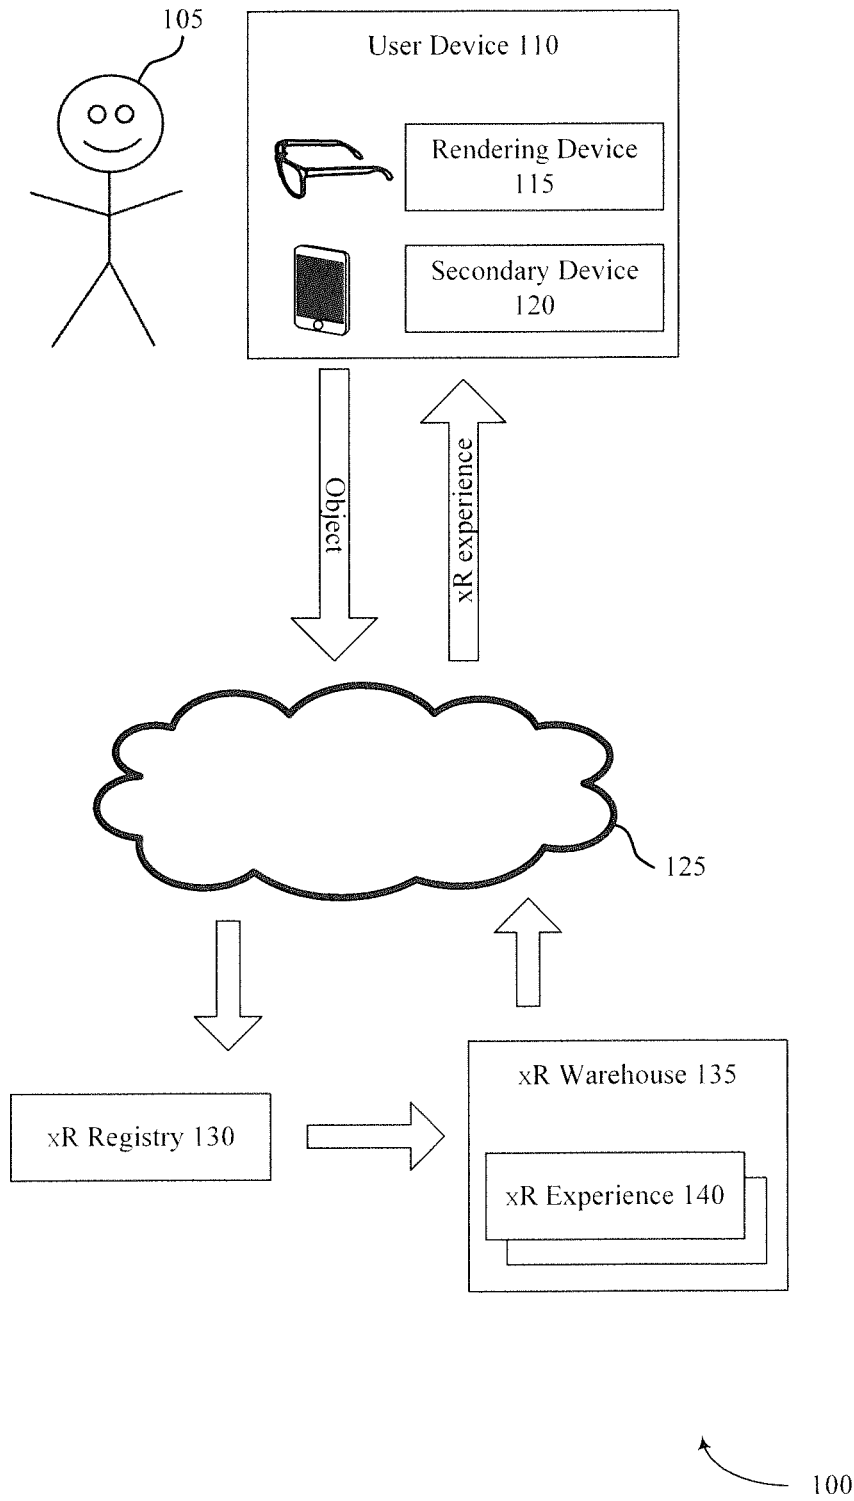 105
User Device 110
Rendering Device
115
Secondary Device
120
Object
xR experience
125
xR Registry 130
xR Warehouse 135
xR Experience 140
100